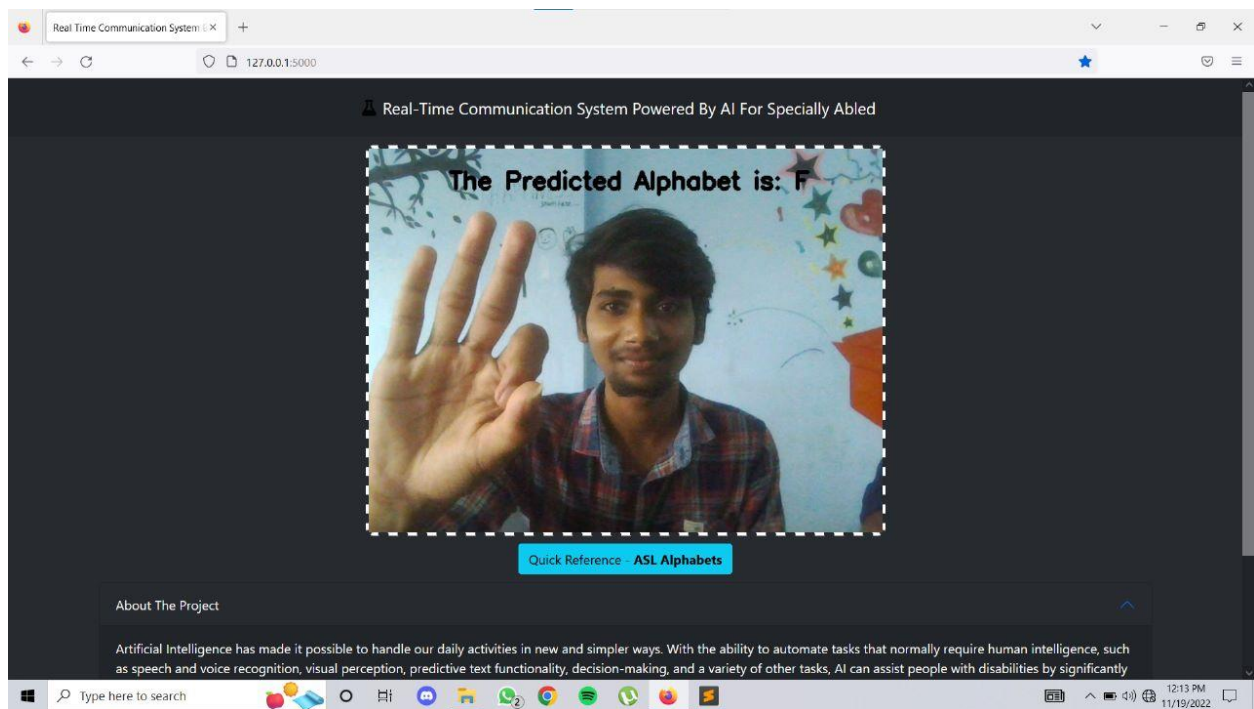 Real Time Communication System
127.0.0.1:5000
Real-Time Communication System Powered By AI For Specially Abled
The Predicted Alphabet is: F
Quick Reference - ASL Alphabets
About The Project
Artificial Intelligence has made it possible to handle our daily activities in new and simpler ways. With the ability to automate tasks that normally require human intelligence, such
as speech and voice recognition, visual perception, predictive text functionality, decision-making, and a variety of other tasks, AI can assist people with disabilities by significantly
Type here to search
2
12:13 PM
11/19/2022